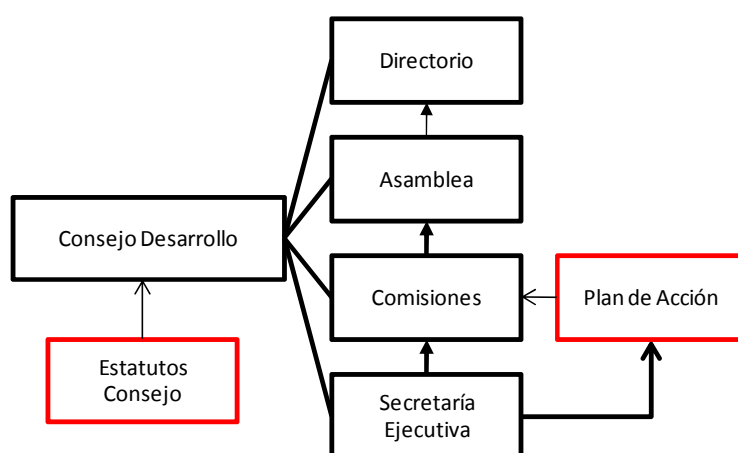 Directorio
Asamblea
Consejo Desarrollo
Comisiones
Plan de Acción
Estatutos
Consejo
Secretaría
Ejecutiva